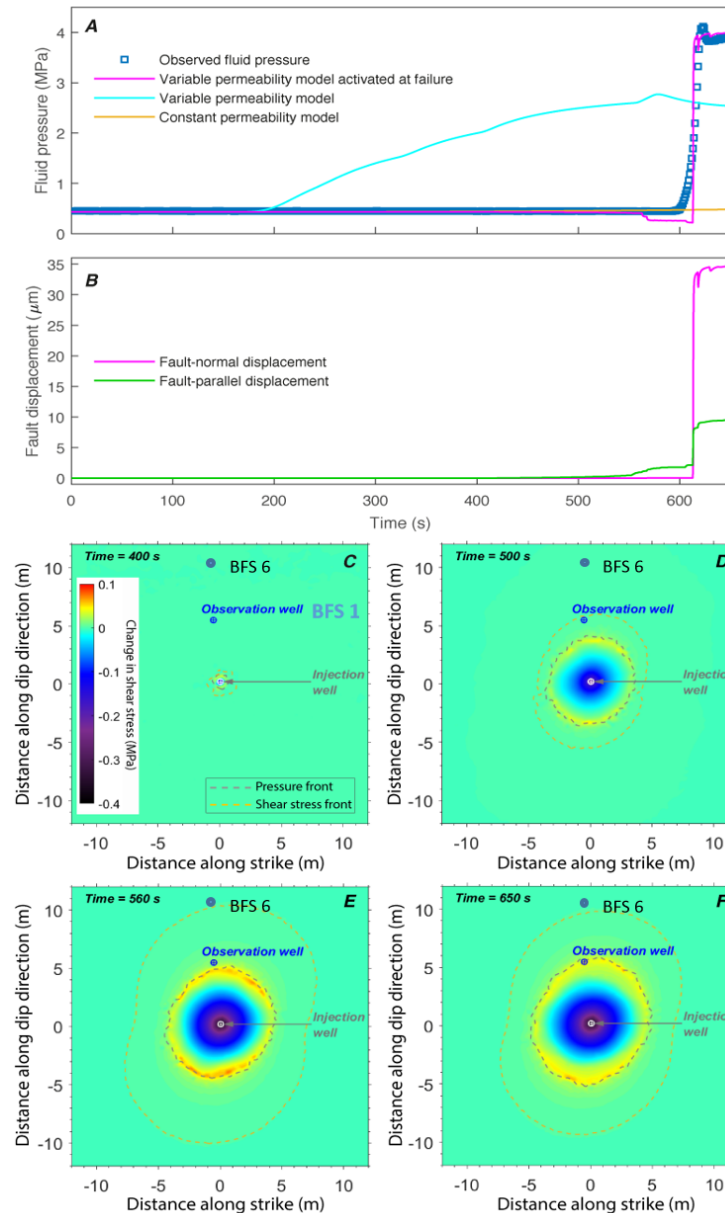 A
4
3
2
1
0
Fluid pressure (MPa)
Observed fluid pressure
Variable permeability model activated at failure
Variable permeability model
Constant permeability model
0 100 200 300 400 500 600
B
35
30
25
20
15
10
5
0
Fault displacement (μm)
Fault-normal displacement
Fault-parallel displacement
0 100 200 300 400 500 600
Time (s)
Time = 400 s
C
BFS 6
Observation well
BFS 1
Injection
well
0.1
0
-0.1
-0.2
-0.3
-0.4
Change in shear stress (MPa)
Pressure front
Shear stress front
10
5
0
-5
-10
Distance along dip direction (m)
-10 -5 0 5 10
Distance along strike (m)
Time = 500 s
D
BFS 6
Observation well
Injection
well
10
5
0
-5
-10
Distance along dip direction (m)
-10 -5 0 5 10
Distance along strike (m)
Time = 560 s
E
BFS 6
Observation well
Injection
well
10
5
0
-5
-10
Distance along dip direction (m)
-10 -5 0 5 10
Distance along strike (m)
Time = 650 s
F
BFS 6
Observation well
Injection
well
10
5
0
-5
-10
Distance along dip direction (m)
-10 -5 0 5 10
Distance along strike (m)